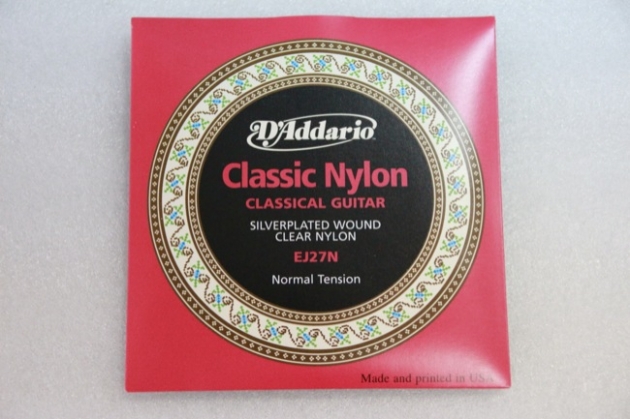 D'Addario
Classic Nylon
CLASSICAL GUITAR
SILVERPLATED WOUND
CLEAR NYLON
EJ27N
Normal Tension
Made and printed in USA